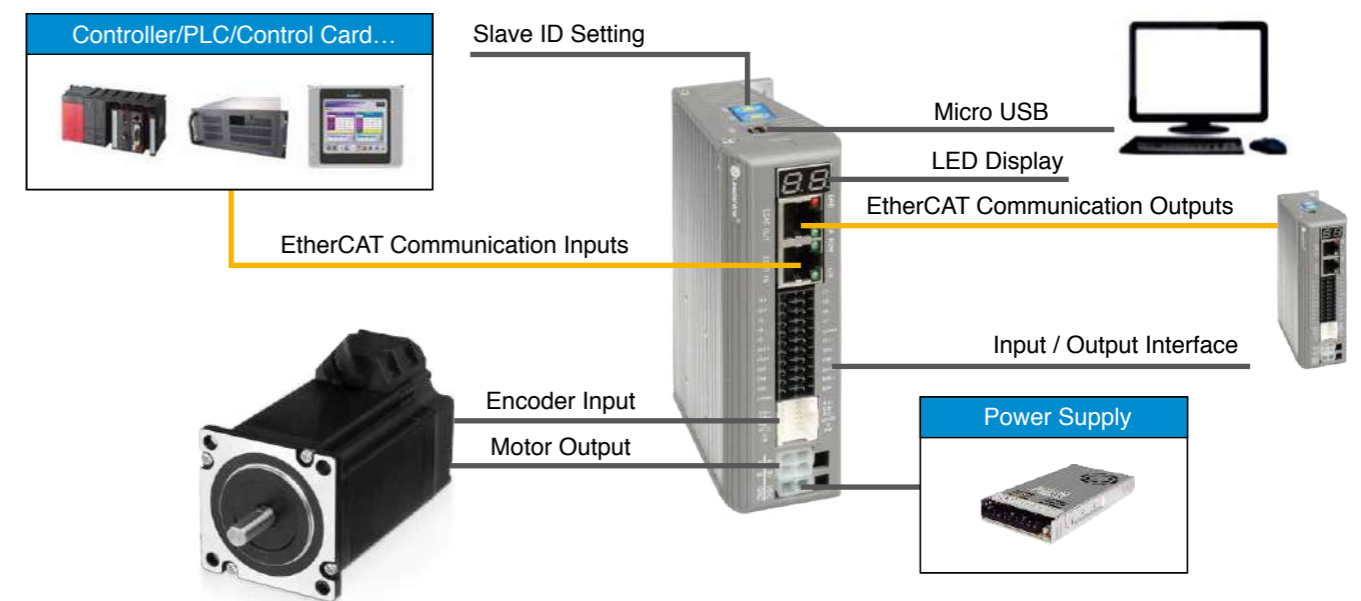 Controller/PLC/Control Card…
Slave ID Setting
Micro USB
LED Display
EtherCAT Communication Outputs
EtherCAT Communication Inputs
Input / Output Interface
Encoder Input
Motor Output
Power Supply